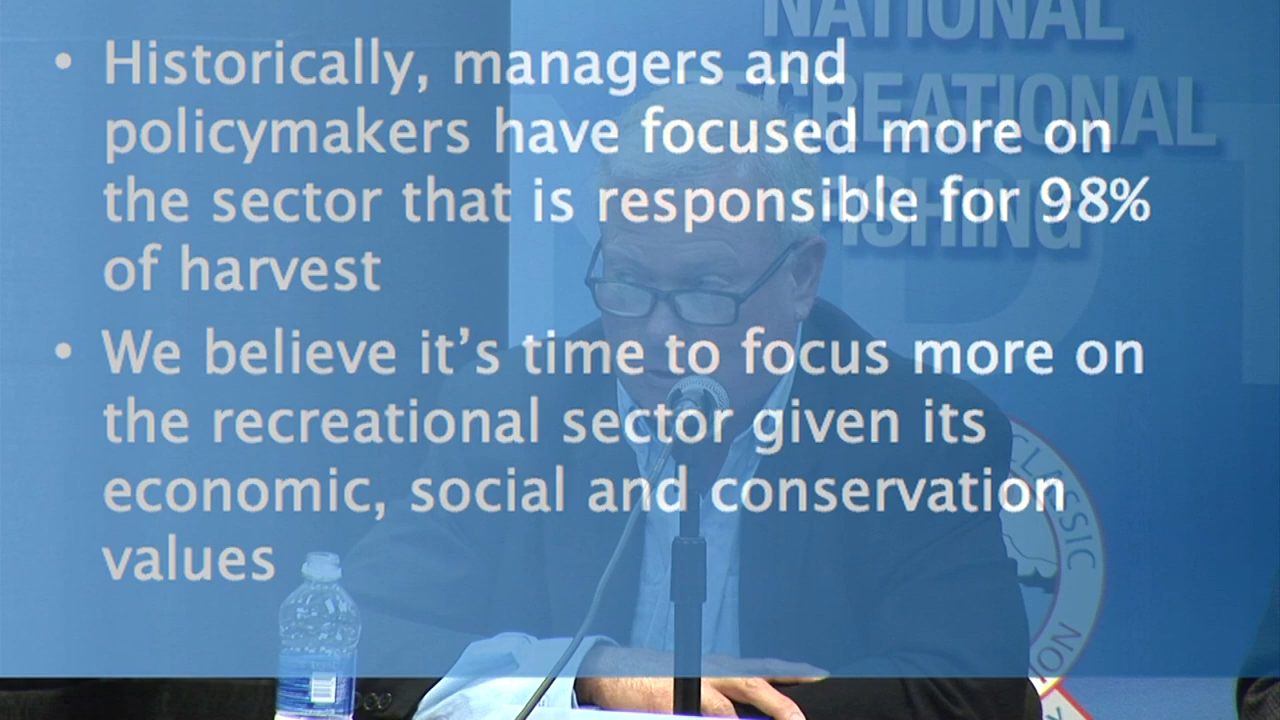 NATIONAL
RECREATIONAL
FISHING
• Historically, managers and
policymakers have focused more on
the sector that is responsible for 98%
of harvest
• We believe it's time to focus more on
the recreational sector given its
economic, social and conservation
values
CLASSIC